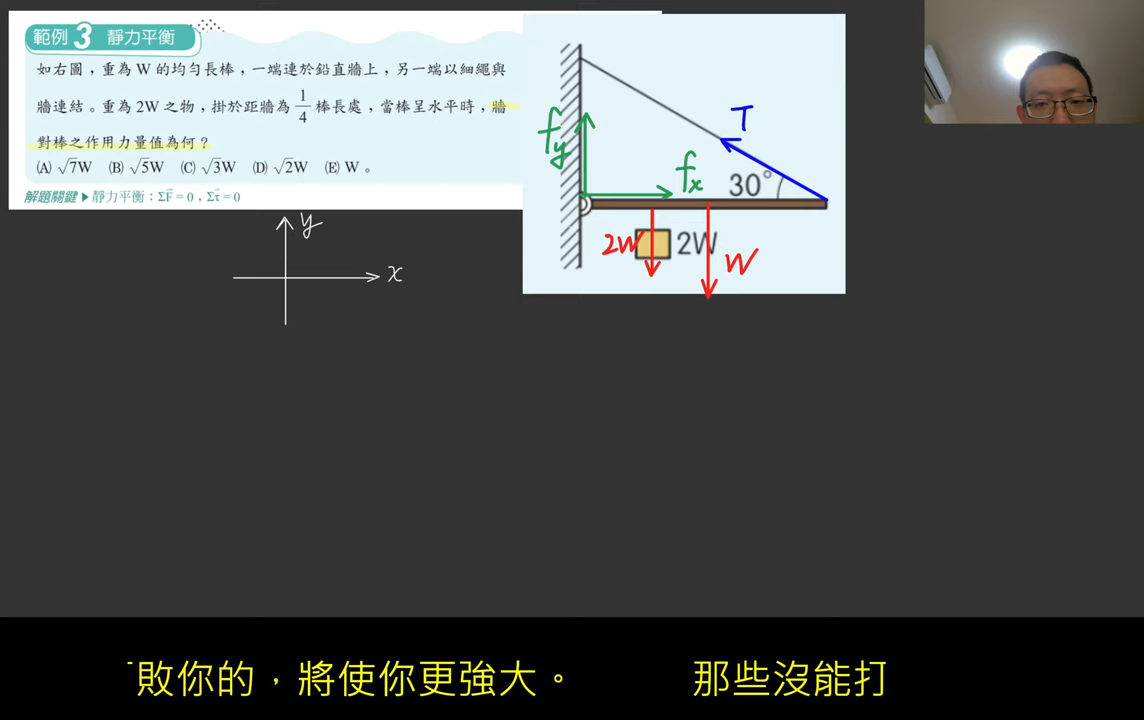 範例 3 靜力平衡
如右圖，重為 W 的均勻長棒，一端連於鉛直牆上，另一端以細繩與
牆連結。重為 2W 之物，掛於距牆為 1/4 棒長處，當棒呈水平時，牆
對棒之作用力量值為何？
(A) √7W (B) √5W (C) √3W (D) √2W (E) W。
解題關鍵▶靜力平衡：ΣF⃗ = 0，Στ⃗ = 0
T
fy
fx
30°
2W
2W
W
y
x
敗你的，將使你更強大。 那些沒能打